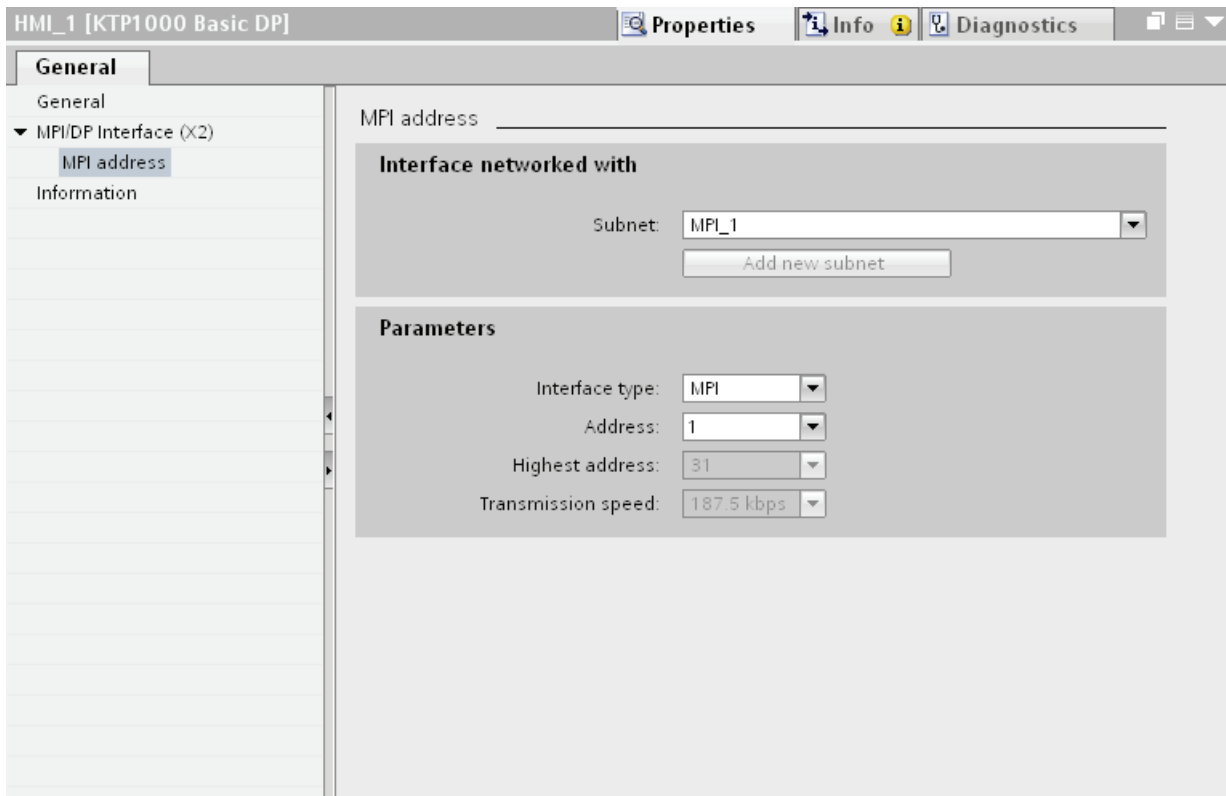 HMI_1 [KTP1000 Basic DP]
Properties
Info
Diagnostics
General
General
MPI/DP Interface (X2)
MPI address
Information
MPI address
Interface networked with
Subnet: MPI_1
Add new subnet
Parameters
Interface type: MPI
Address: 1
Highest address: 31
Transmission speed: 187.5 kbps